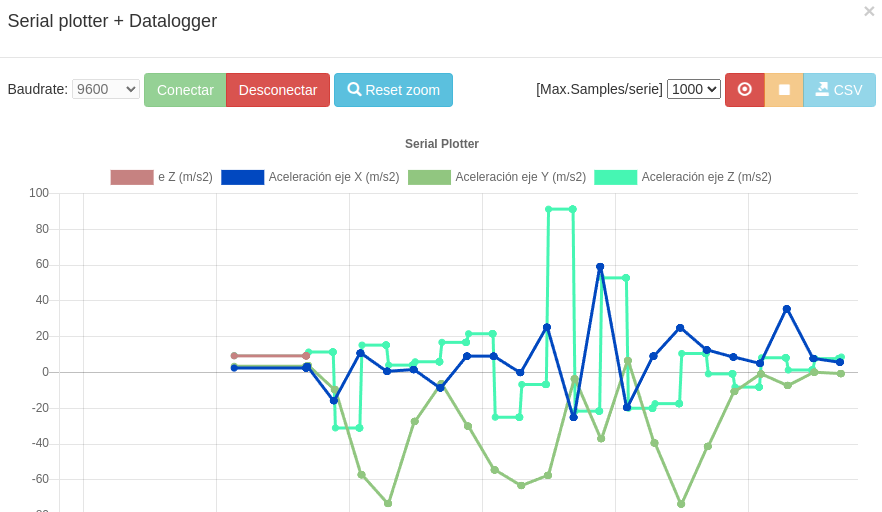 Serial plotter + Datalogger
×
Baudrate: 9600 Conectar Desconectar Reset zoom [Max.Samples/serie] 1000 CSV
Serial Plotter
e Z (m/s2) Aceleración eje X (m/s2) Aceleración eje Y (m/s2) Aceleración eje Z (m/s2)
100
80
60
40
20
0
-20
-40
-60